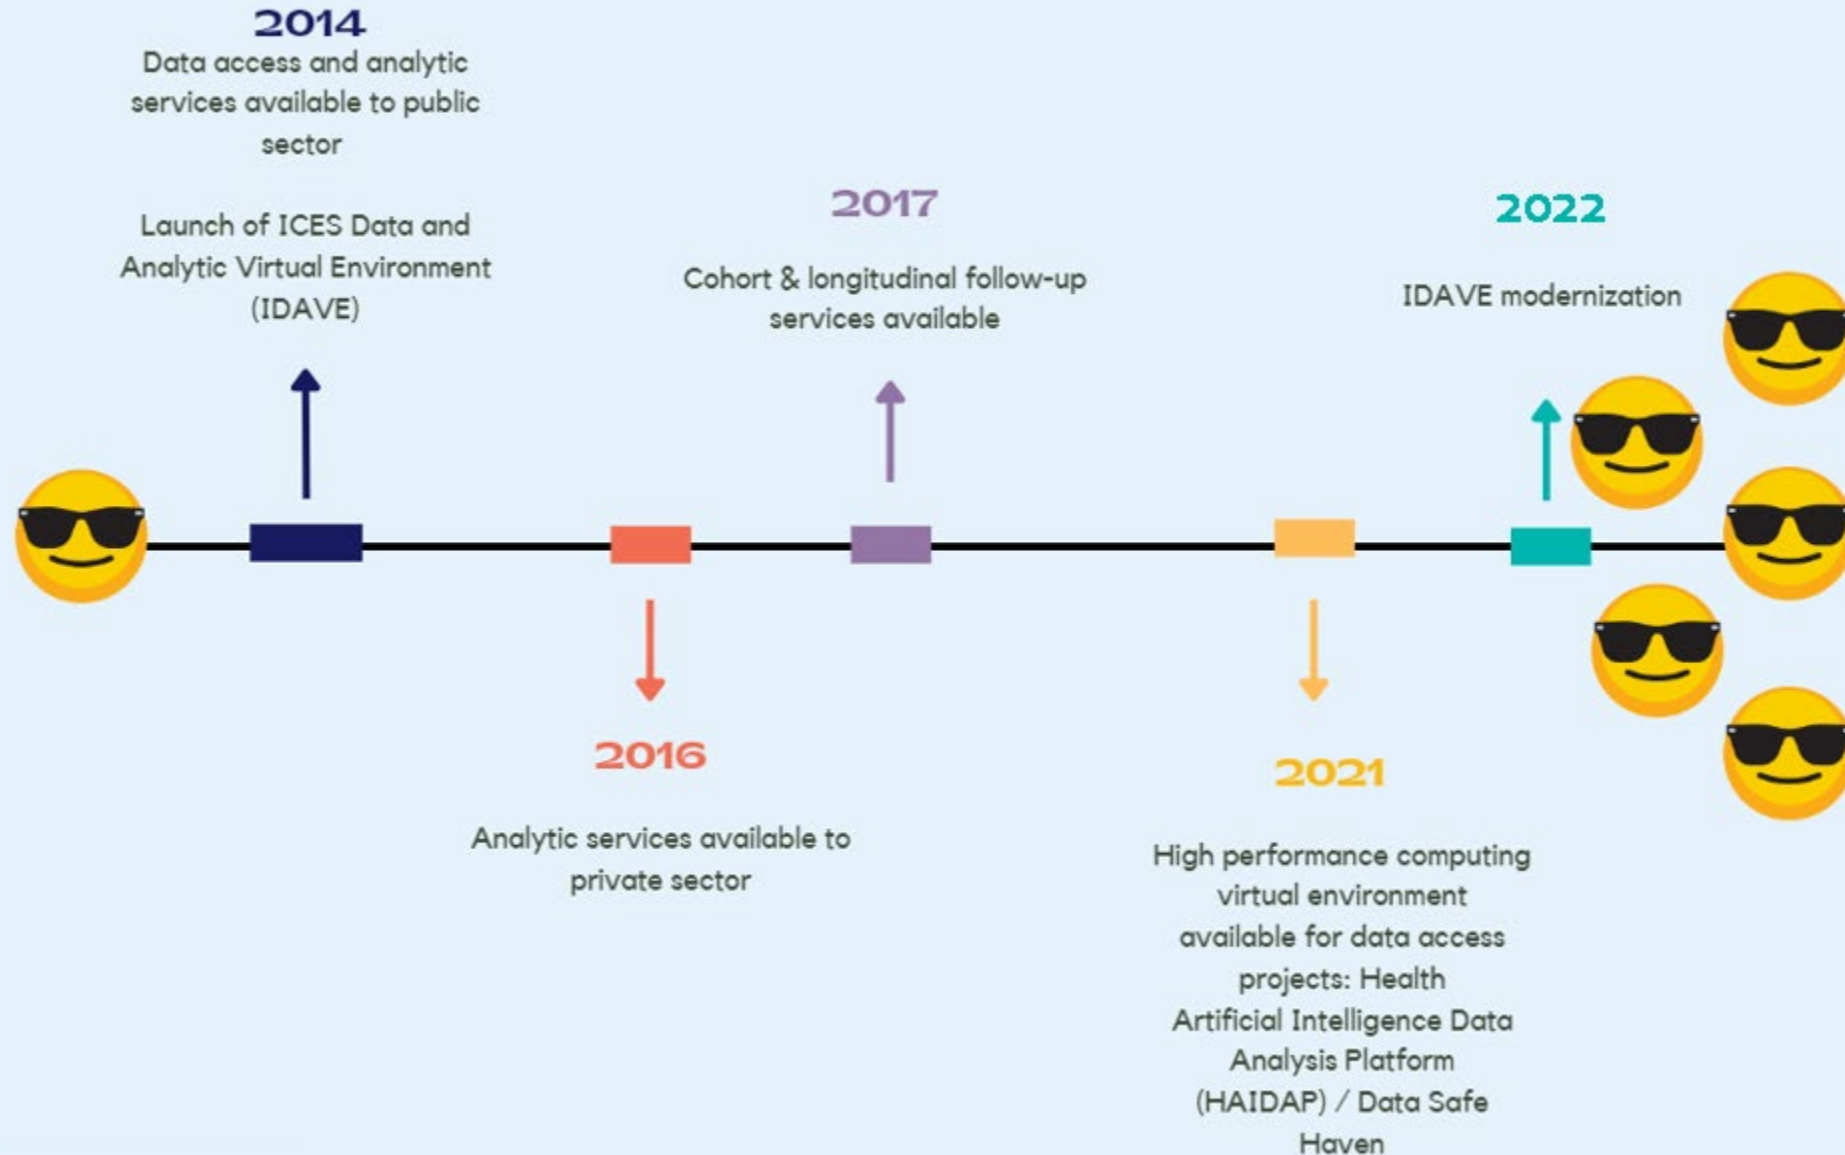 2014
Data access and analytic
services available to public
sector
Launch of ICES Data and
Analytic Virtual Environment
(IDAVE)
2016
Analytic services available to
private sector
2017
Cohort & longitudinal follow-up
services available
2021
High performance computing
virtual environment
available for data access
projects: Health
Artificial Intelligence Data
Analysis Platform
(HAIDAP) / Data Safe
Haven
2022
IDAVE modernization